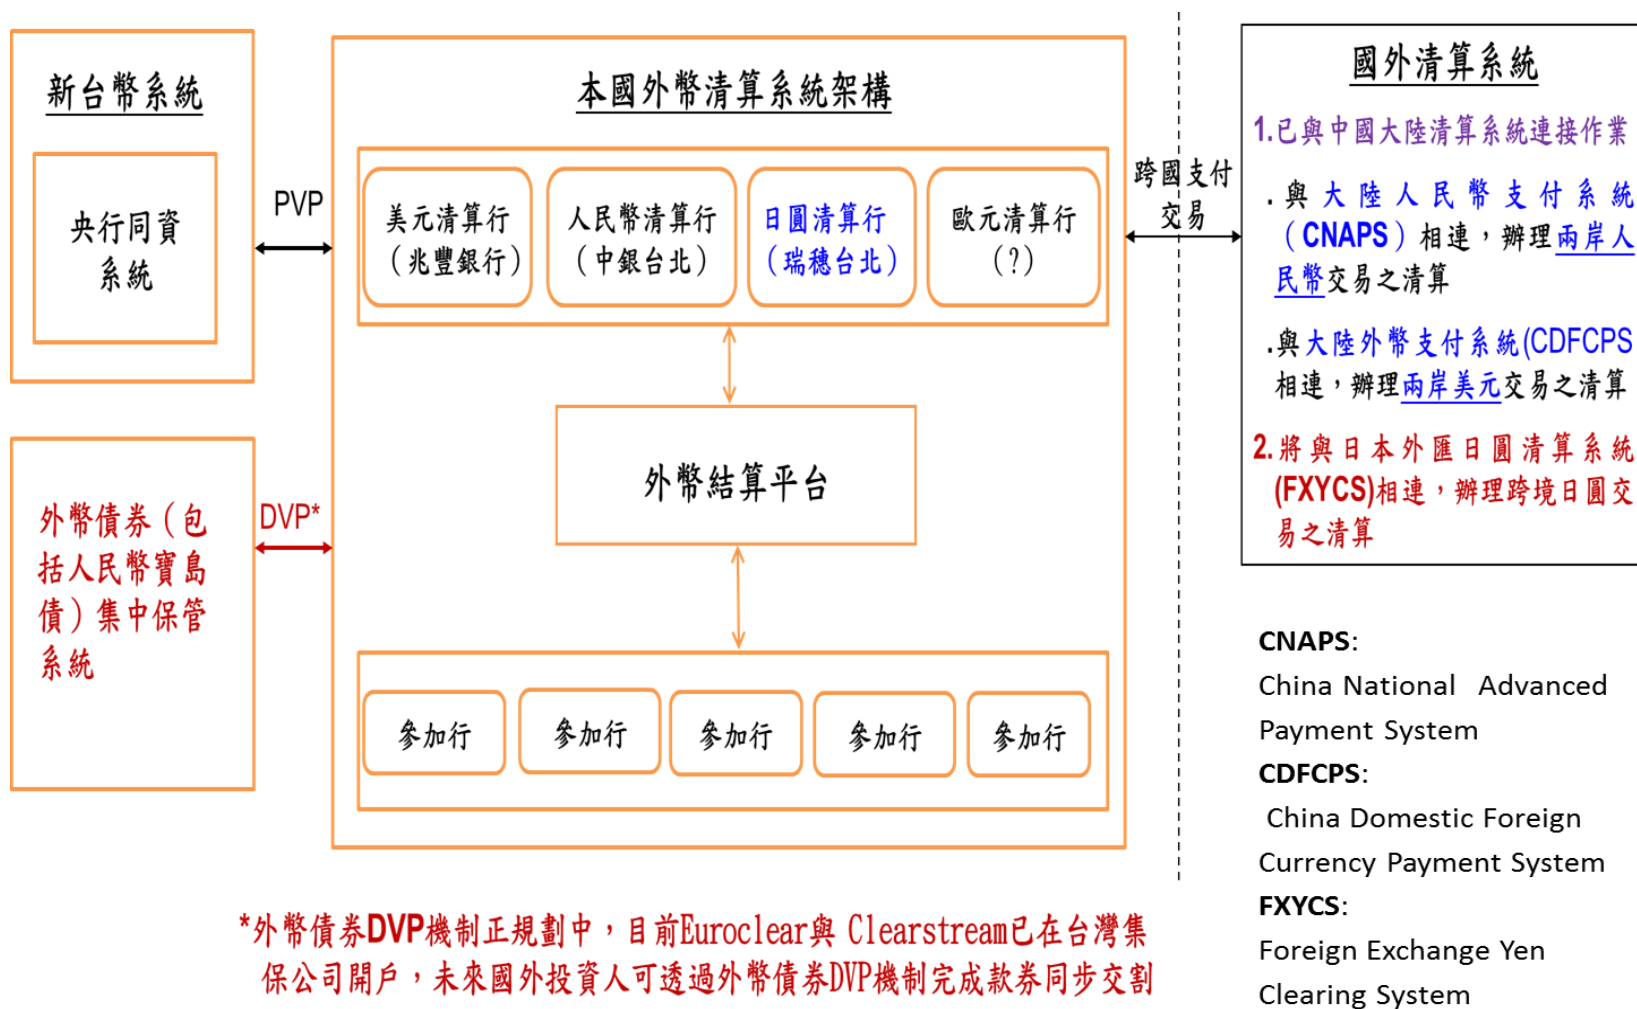 新台幣系統
央行同資
系統
PVP
外幣債券（包
括人民幣寶島
債）集中保管
系統
DVP*
本國外幣清算系統架構
美元清算行
（兆豐銀行）
人民幣清算行
（中銀台北）
日圓清算行
（瑞穗台北）
歐元清算行
（?）
外幣結算平台
參加行
參加行
參加行
參加行
參加行
跨國支付
交易
國外清算系統
1.已與中國大陸清算系統連接作業
．與大陸人民幣支付系統
（CNAPS）相連，辦理兩岸人
民幣交易之清算
．與大陸外幣支付系統(CDFCPS
相連，辦理兩岸美元交易之清算
2.將與日本外匯日圓清算系統
(FXYCS)相連，辦理跨境日圓交
易之清算
CNAPS:
China National Advanced
Payment System
CDFCPS:
China Domestic Foreign
Currency Payment System
FXYCS:
Foreign Exchange Yen
Clearing System
*外幣債券DVP機制正規劃中，目前Euroclear與 Clearstream已在台灣集
保公司開戶，未來國外投資人可透過外幣債券DVP機制完成款券同步交割